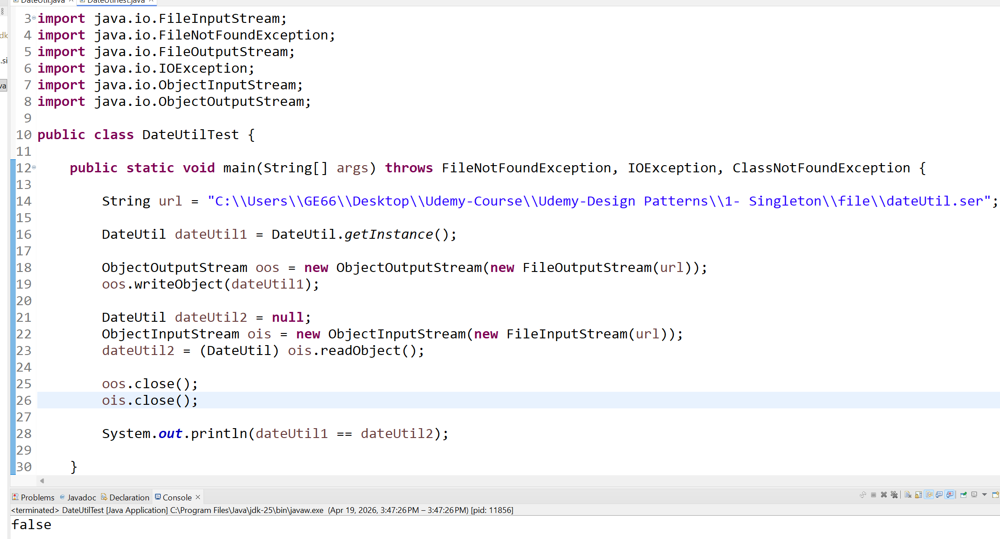 DateUtil.java
DateUtilTest.java
dk
.si
va
3 import java.io.FileInputStream;
4 import java.io.FileNotFoundException;
5 import java.io.FileOutputStream;
6 import java.io.IOException;
7 import java.io.ObjectInputStream;
8 import java.io.ObjectOutputStream;
9
10 public class DateUtilTest {
11
12     public static void main(String[] args) throws FileNotFoundException, IOException, ClassNotFoundException {
13
14         String url = "C:\\Users\\GE66\\Desktop\\Udemy-Course\\Udemy-Design Patterns\\1- Singleton\\file\\dateUtil.ser";
15
16         DateUtil dateUtil1 = DateUtil.getInstance();
17
18         ObjectOutputStream oos = new ObjectOutputStream(new FileOutputStream(url));
19         oos.writeObject(dateUtil1);
20
21         DateUtil dateUtil2 = null;
22         ObjectInputStream ois = new ObjectInputStream(new FileInputStream(url));
23         dateUtil2 = (DateUtil) ois.readObject();
24
25         oos.close();
26         ois.close();
27
28         System.out.println(dateUtil1 == dateUtil2);
29
30     }
Problems @ Javadoc Declaration Console
<terminated> DateUtilTest [Java Application] C:\Program Files\Java\jdk-25\bin\javaw.exe (Apr 19, 2026, 3:47:26 PM – 3:47:26 PM) [pid: 11856]
false